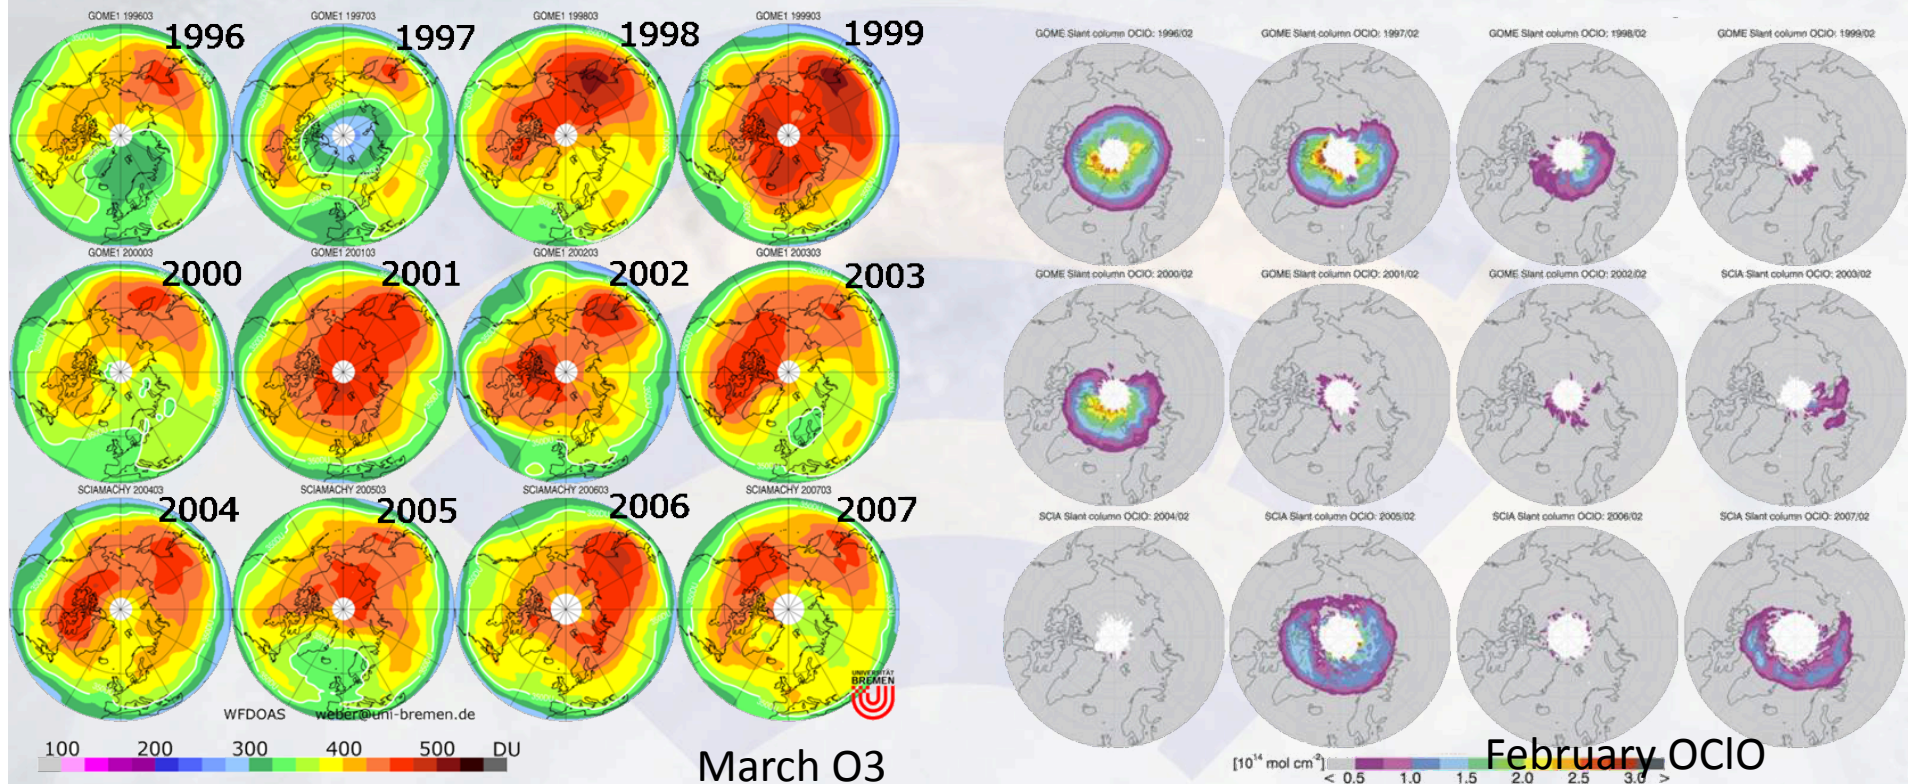 GOME1 199603
GOME1 199703
GOME1 199803
GOME1 199903
1996
1997
1998
1999
GOME1 200003
GOME1 200103
GOME1 200203
GOME1 200303
2000
2001
2002
2003
SCIAMACHY 200403
SCIAMACHY 200503
SCIAMACHY 200603
SCIAMACHY 200703
2004
2005
2006
2007
WFDOAS weber@uni-bremen.de
UNIVERSITÄT
BREMEN
100 200 300 400 500 DU
March O3
GOME Slant column OClO: 1996/02
GOME Slant column OClO: 1997/02
GOME Slant column OClO: 1998/02
GOME Slant column OClO: 1999/02
GOME Slant column OClO: 2000/02
GOME Slant column OClO: 2001/02
GOME Slant column OClO: 2002/02
SCIA Slant column OClO: 2003/02
SCIA Slant column OClO: 2004/02
SCIA Slant column OClO: 2005/02
SCIA Slant column OClO: 2006/02
SCIA Slant column OClO: 2007/02
February OClO
[10¹⁴ mol cm⁻²]
< 0.5 1.0 1.5 2.0 2.5 3.0 >